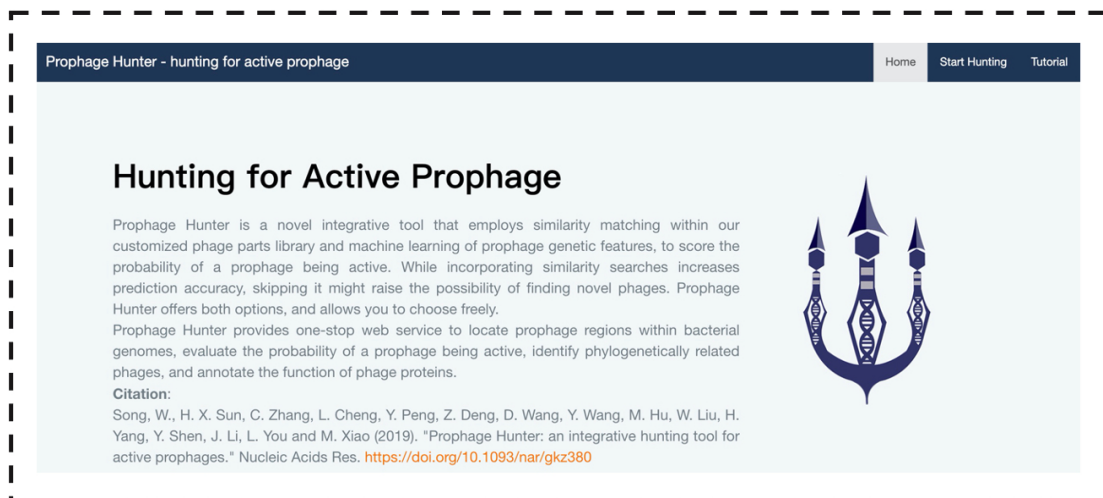 Prophage Hunter - hunting for active prophage
Home
Start Hunting
Tutorial
Hunting for Active Prophage
Prophage Hunter is a novel integrative tool that employs similarity matching within our
customized phage parts library and machine learning of prophage genetic features, to score the
probability of a prophage being active. While incorporating similarity searches increases
prediction accuracy, skipping it might raise the possibility of finding novel phages. Prophage
Hunter offers both options, and allows you to choose freely.
Prophage Hunter provides one-stop web service to locate prophage regions within bacterial
genomes, evaluate the probability of a prophage being active, identify phylogenetically related
phages, and annotate the function of phage proteins.
Citation:
Song, W., H. X. Sun, C. Zhang, L. Cheng, Y. Peng, Z. Deng, D. Wang, Y. Wang, M. Hu, W. Liu, H.
Yang, Y. Shen, J. Li, L. You and M. Xiao (2019). "Prophage Hunter: an integrative hunting tool for
active prophages." Nucleic Acids Res. https://doi.org/10.1093/nar/gkz380